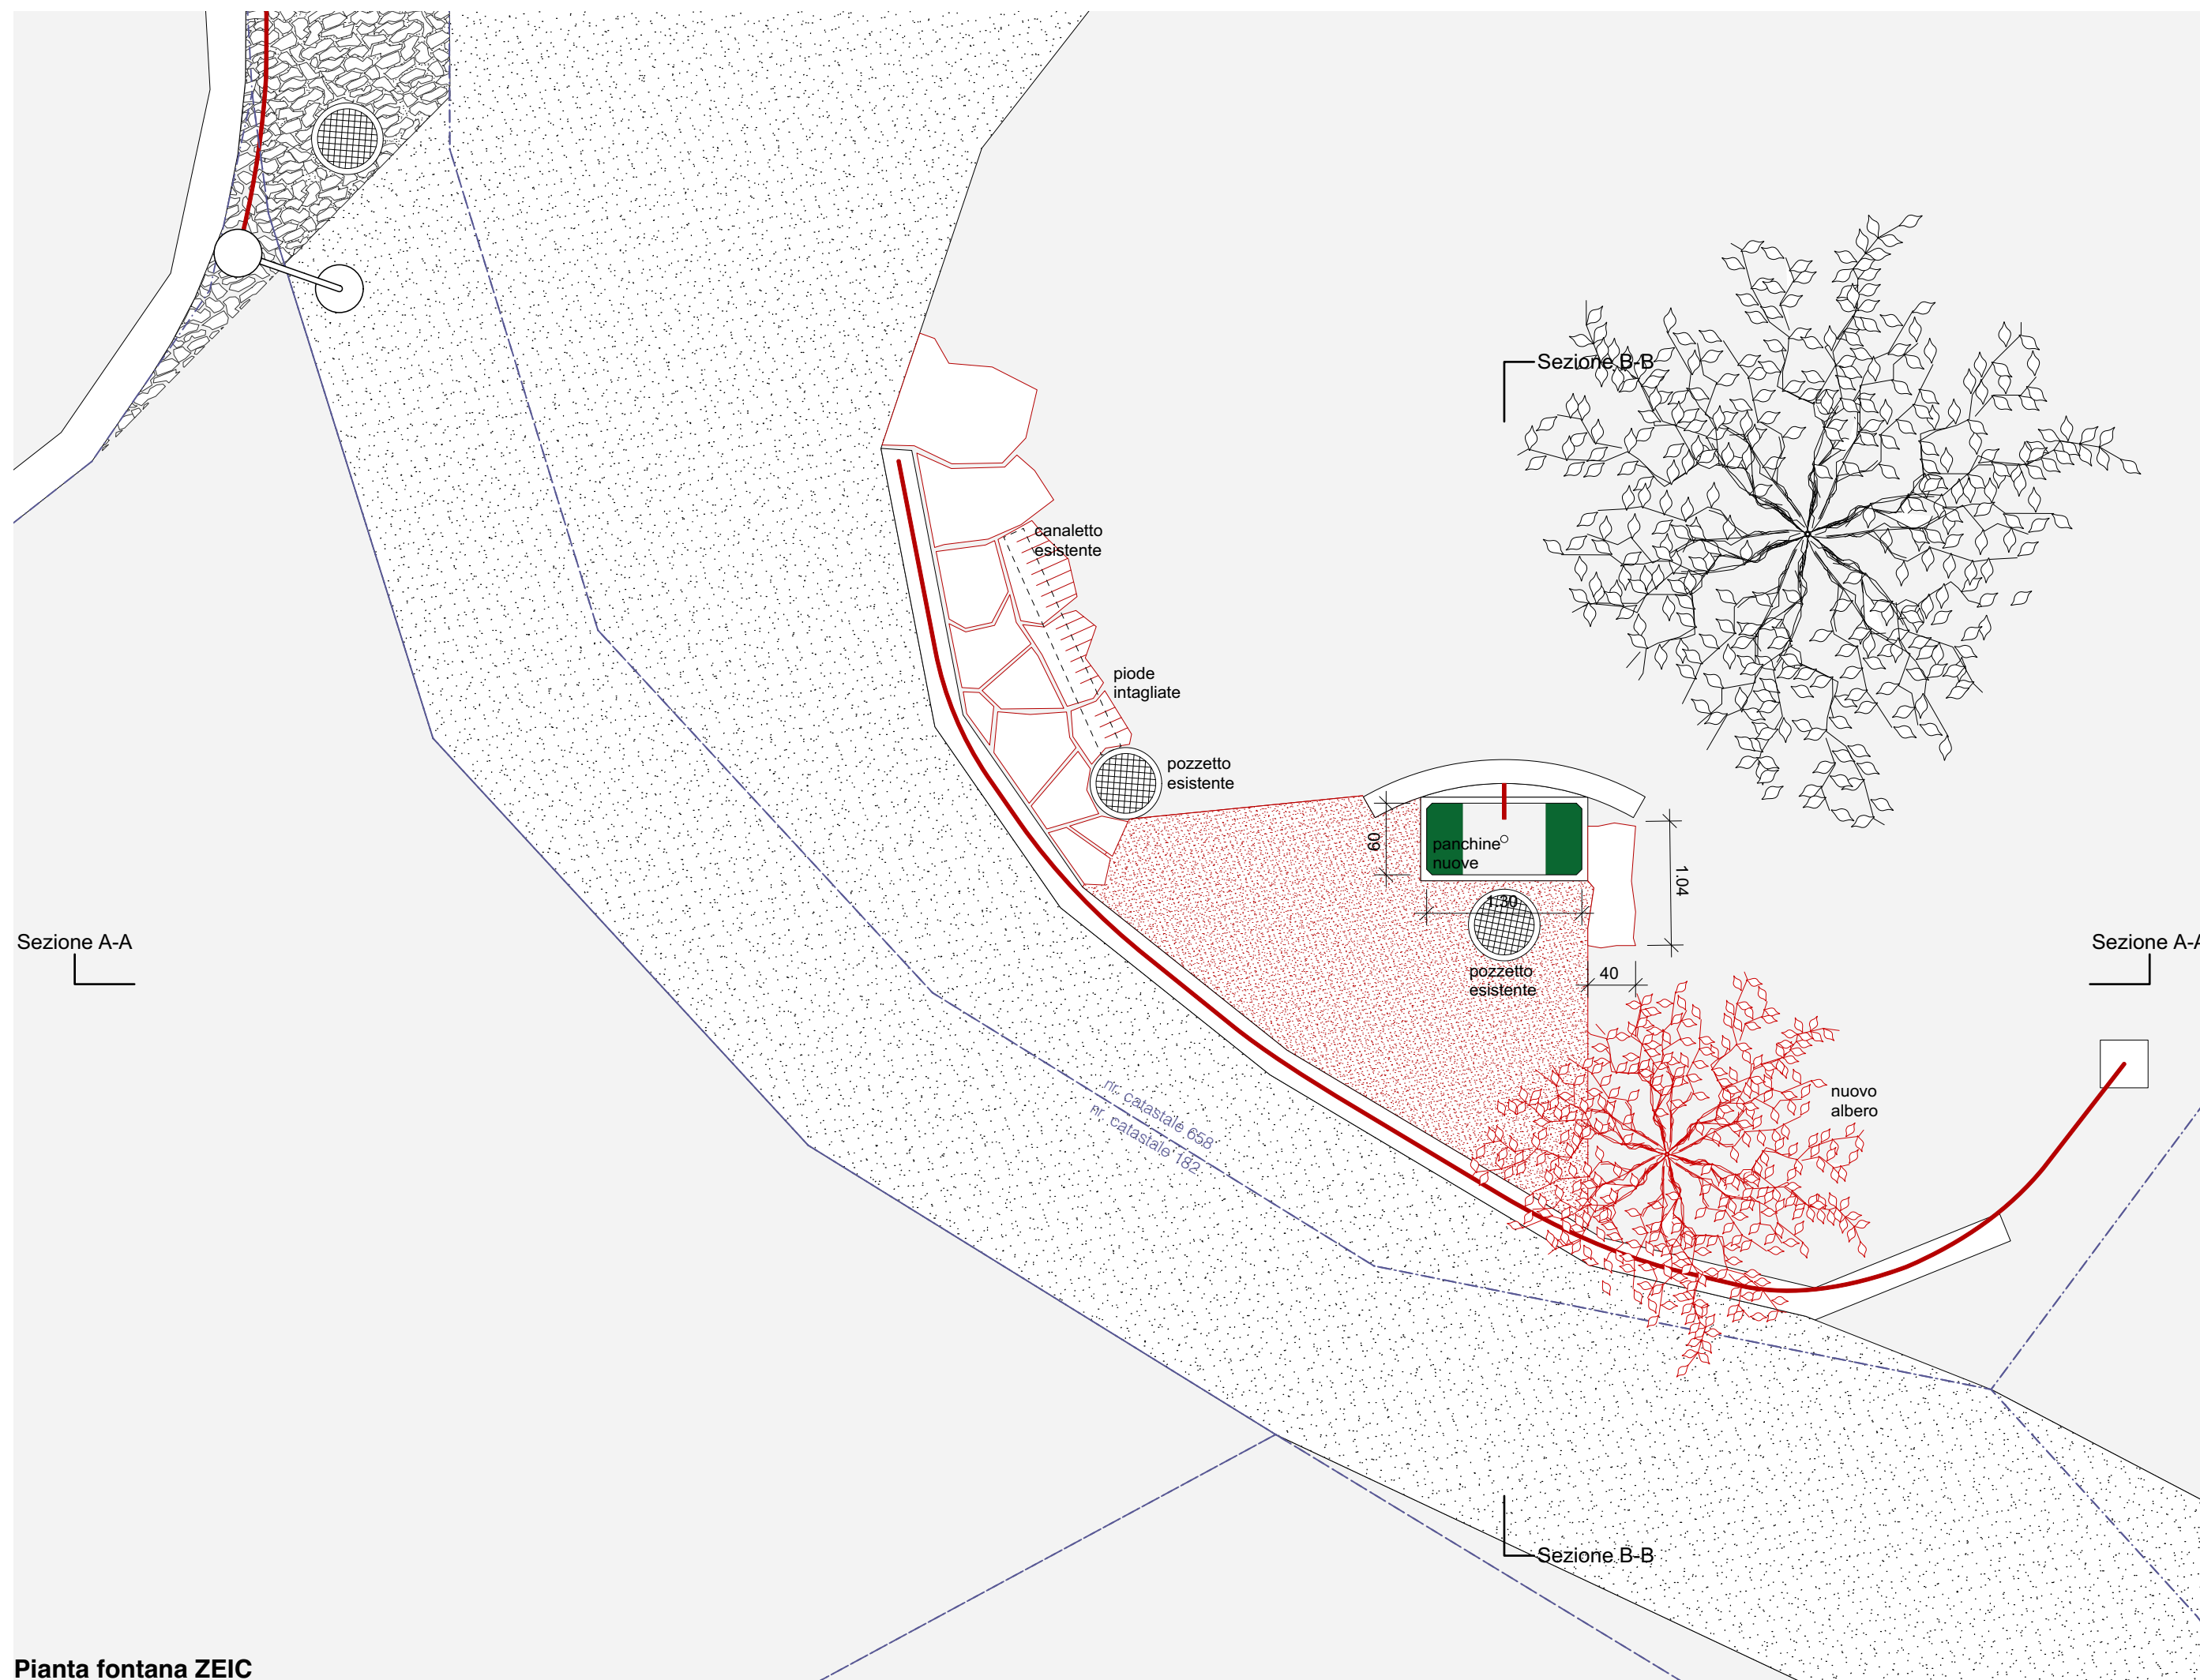 Sezione B-B
canaletto
esistente
piode
intagliate
pozzetto
esistente
60
panchine
nuove
1.04
1.30
Sezione A-A
Sezione A-A
pozzetto
esistente
40
nr. catastale 658
nr. catastale 182
nuovo
albero
Sezione B-B
Pianta fontana ZEIC